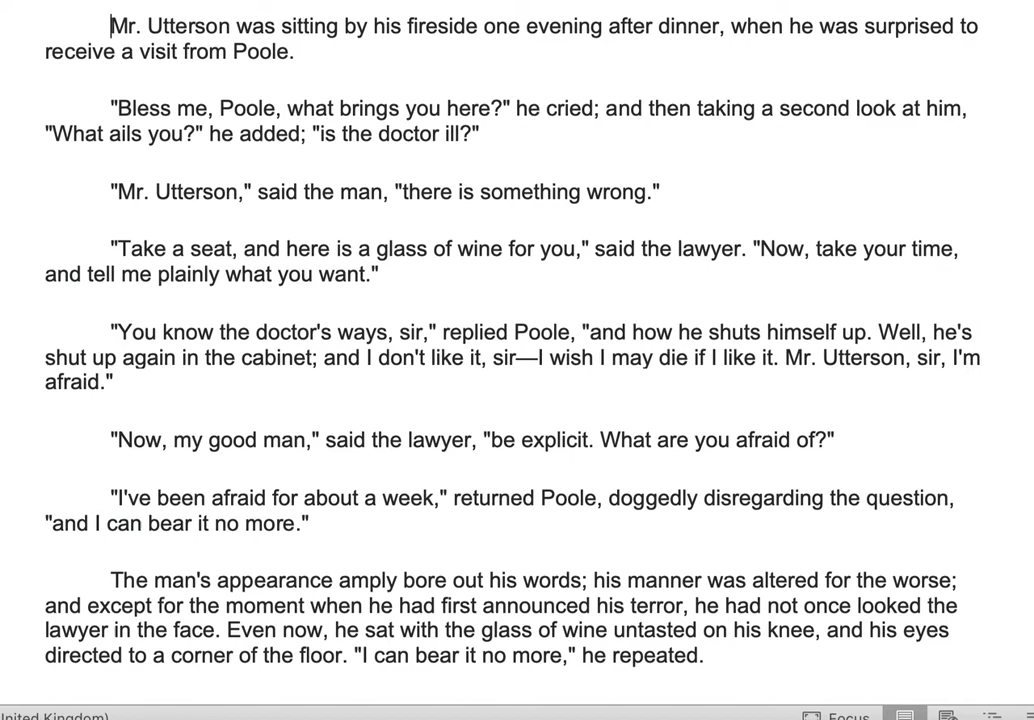 Mr. Utterson was sitting by his fireside one evening after dinner, when he was surprised to
receive a visit from Poole.
"Bless me, Poole, what brings you here?" he cried; and then taking a second look at him,
"What ails you?" he added; "is the doctor ill?"
"Mr. Utterson," said the man, "there is something wrong."
"Take a seat, and here is a glass of wine for you," said the lawyer. "Now, take your time,
and tell me plainly what you want."
"You know the doctor's ways, sir," replied Poole, "and how he shuts himself up. Well, he's
shut up again in the cabinet; and I don't like it, sir—I wish I may die if I like it. Mr. Utterson, sir, I'm
afraid."
"Now, my good man," said the lawyer, "be explicit. What are you afraid of?"
"I've been afraid for about a week," returned Poole, doggedly disregarding the question,
"and I can bear it no more."
The man's appearance amply bore out his words; his manner was altered for the worse;
and except for the moment when he had first announced his terror, he had not once looked the
lawyer in the face. Even now, he sat with the glass of wine untasted on his knee, and his eyes
directed to a corner of the floor. "I can bear it no more," he repeated.
nited Kingdom) Focus